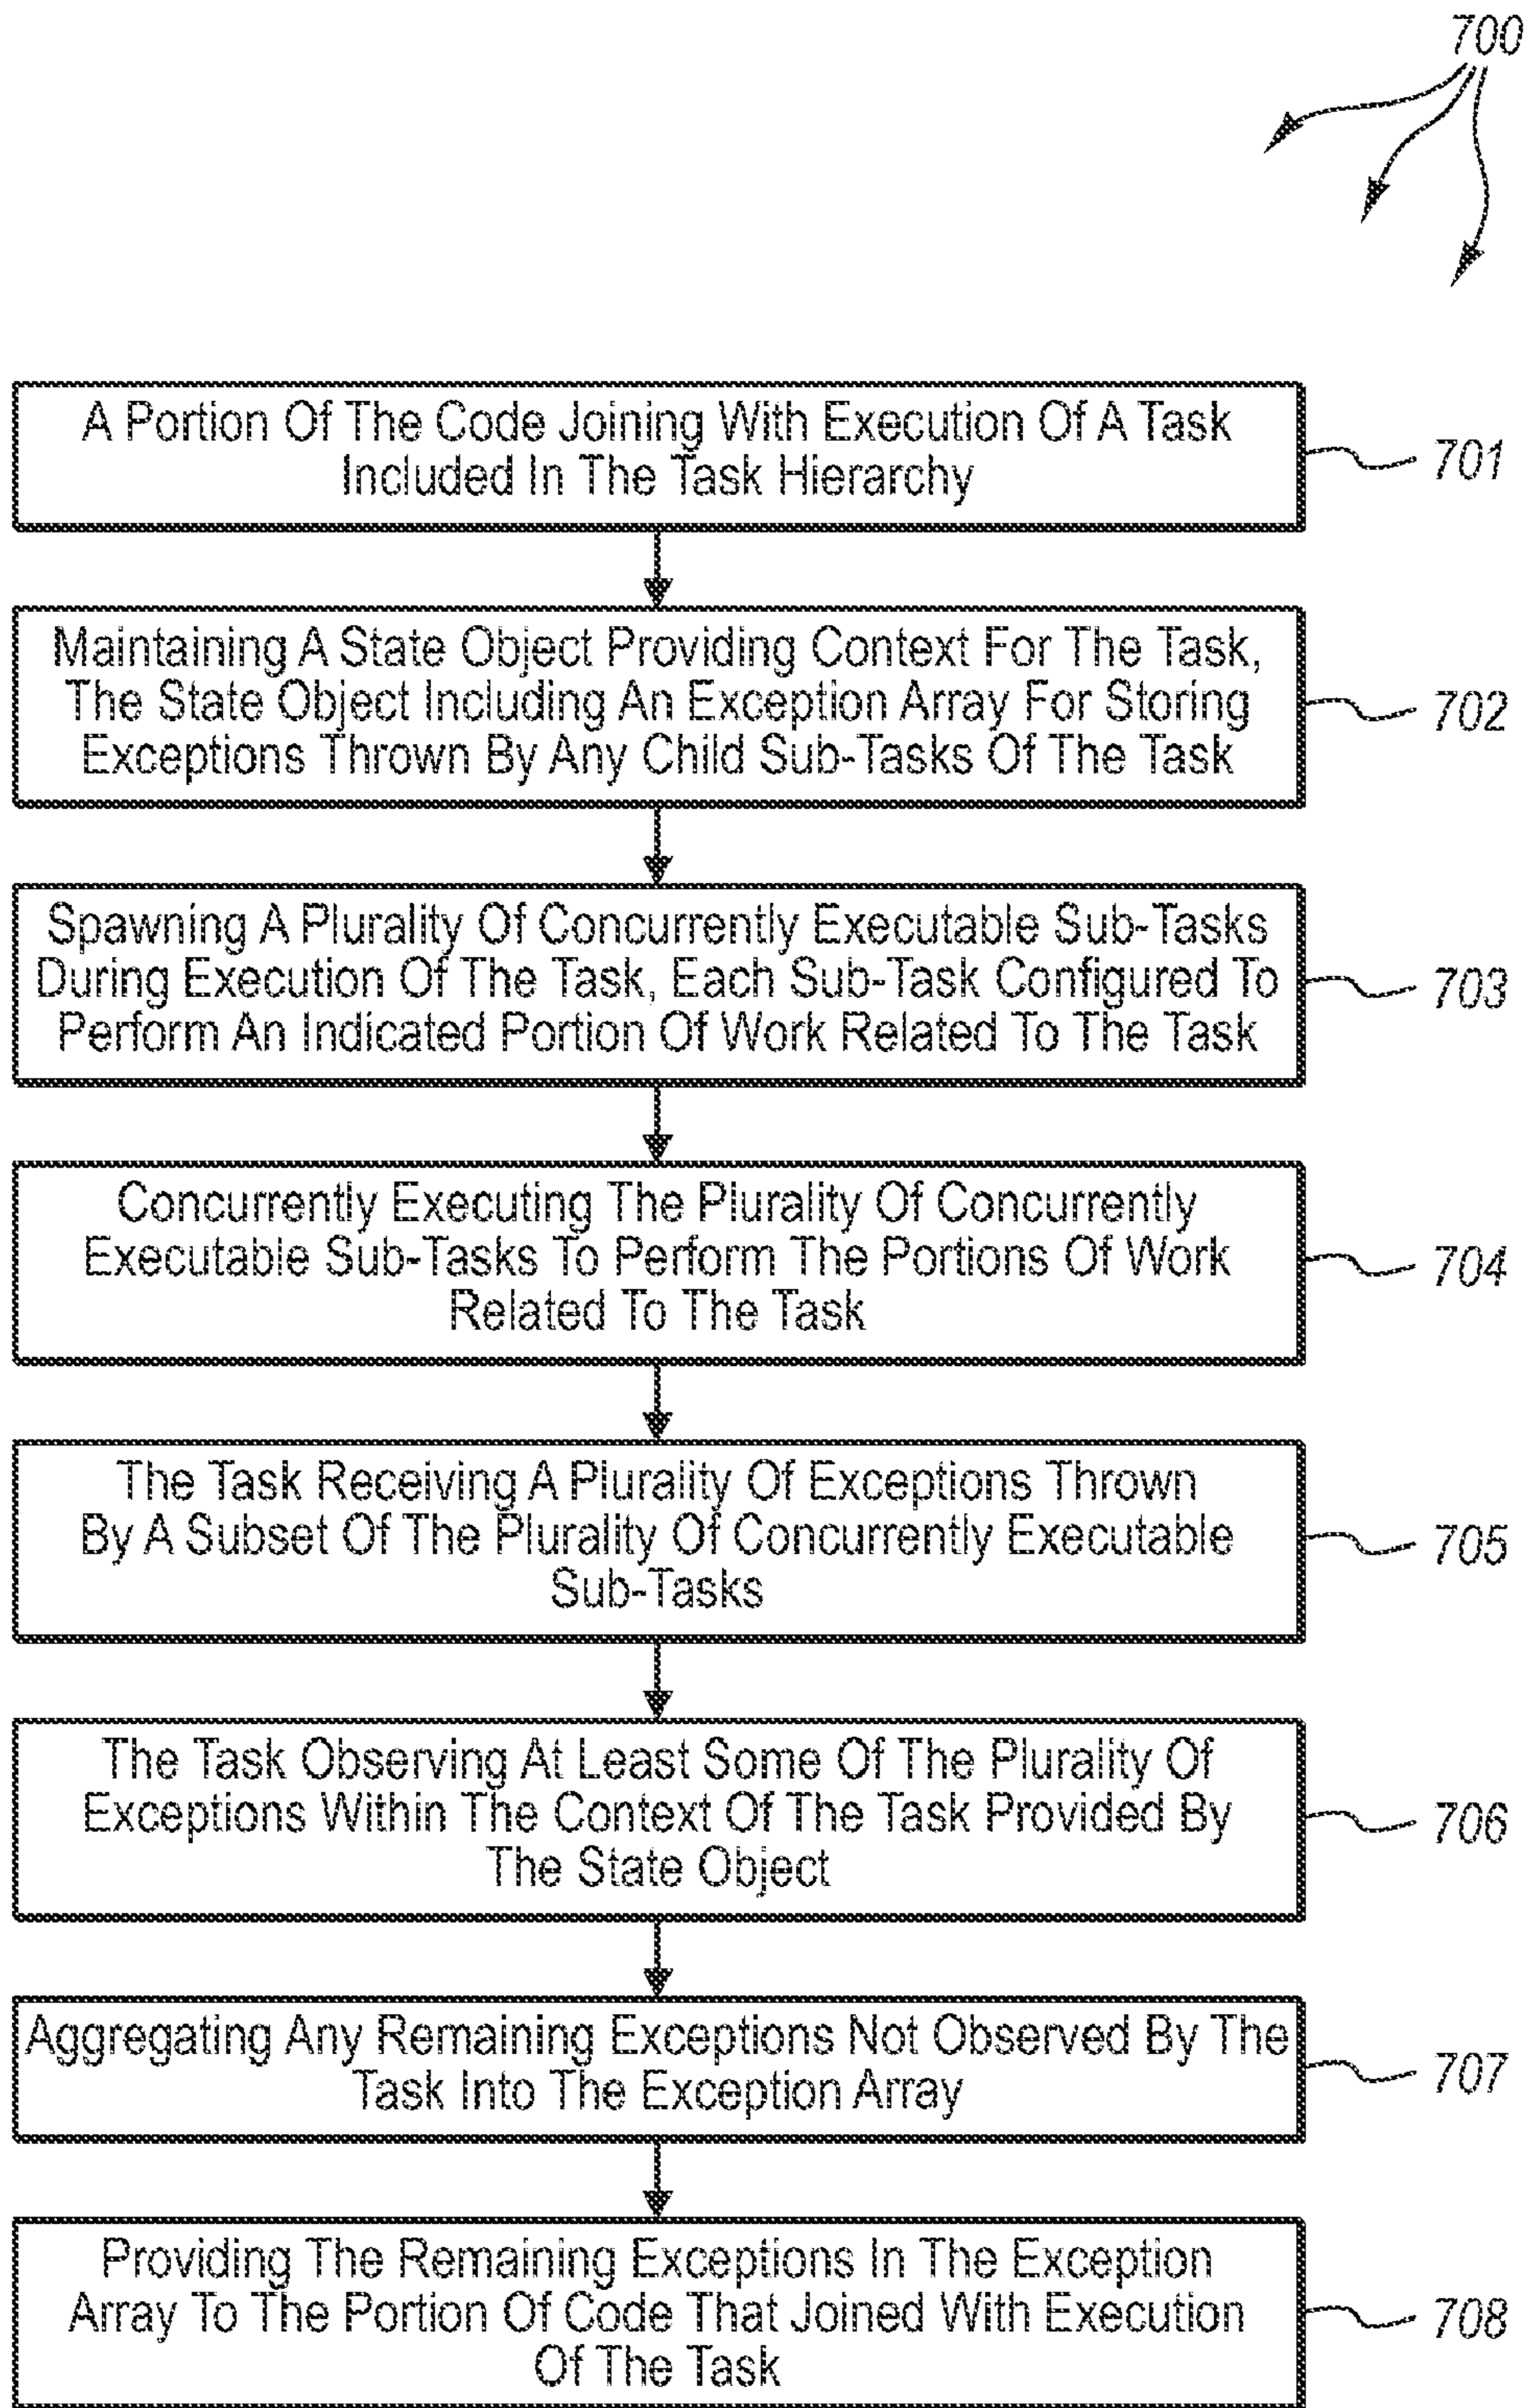 700
A Portion Of The Code Joining With Execution Of A Task
Included In The Task Hierarchy
701
Maintaining A State Object Providing Context For The Task,
The State Object Including An Exception Array For Storing
Exceptions Thrown By Any Child Sub-Tasks Of The Task
702
Spawning A Plurality Of Concurrently Executable Sub-Tasks
During Execution Of The Task, Each Sub-Task Configured To
Perform An Indicated Portion Of Work Related To The Task
703
Concurrently Executing The Plurality Of Concurrently
Executable Sub-Tasks To Perform The Portions Of Work
Related To The Task
704
The Task Receiving A Plurality Of Exceptions Thrown
By A Subset Of The Plurality Of Concurrently Executable
Sub-Tasks
705
The Task Observing At Least Some Of The Plurality Of
Exceptions Within The Context Of The Task Provided By
The State Object
706
Aggregating Any Remaining Exceptions Not Observed By The
Task Into The Exception Array
707
Providing The Remaining Exceptions In The Exception
Array To The Portion Of Code That Joined With Execution
Of The Task
708